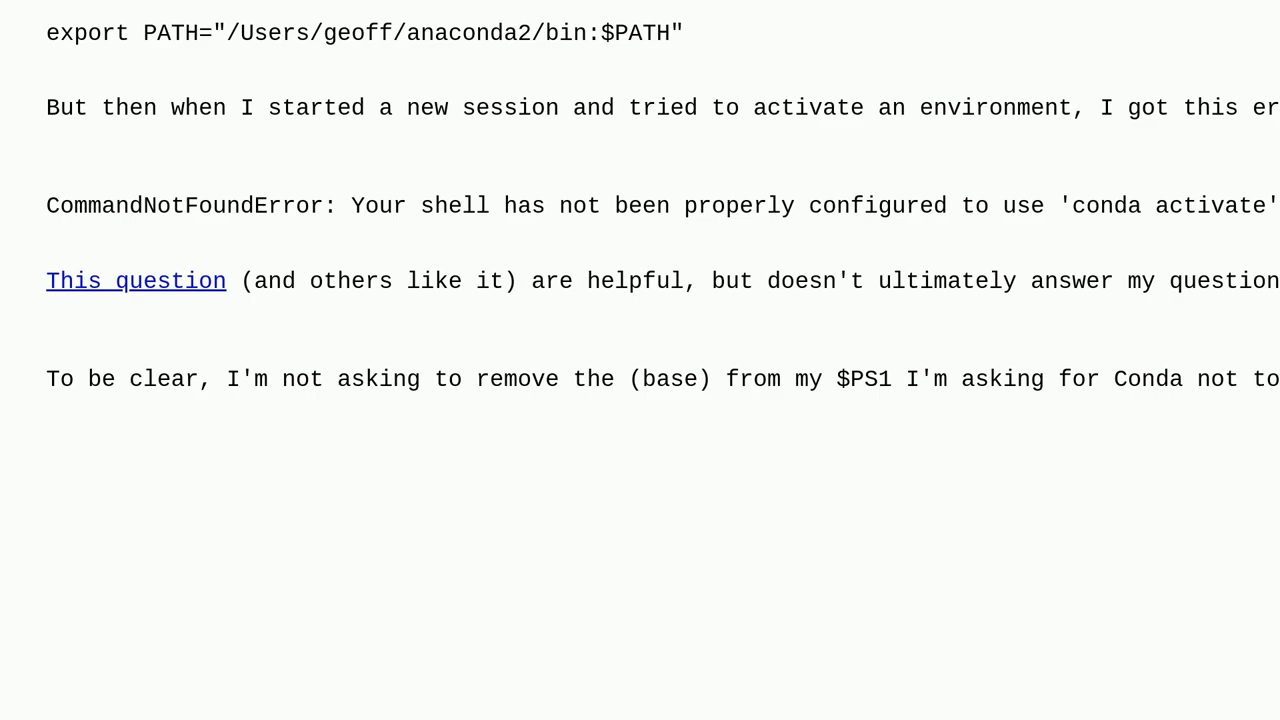 export PATH="/Users/geoff/anaconda2/bin:$PATH"
But then when I started a new session and tried to activate an environment, I got this er
CommandNotFoundError: Your shell has not been properly configured to use 'conda activate'
This question (and others like it) are helpful, but doesn't ultimately answer my question
To be clear, I'm not asking to remove the (base) from my $PS1 I'm asking for Conda not to